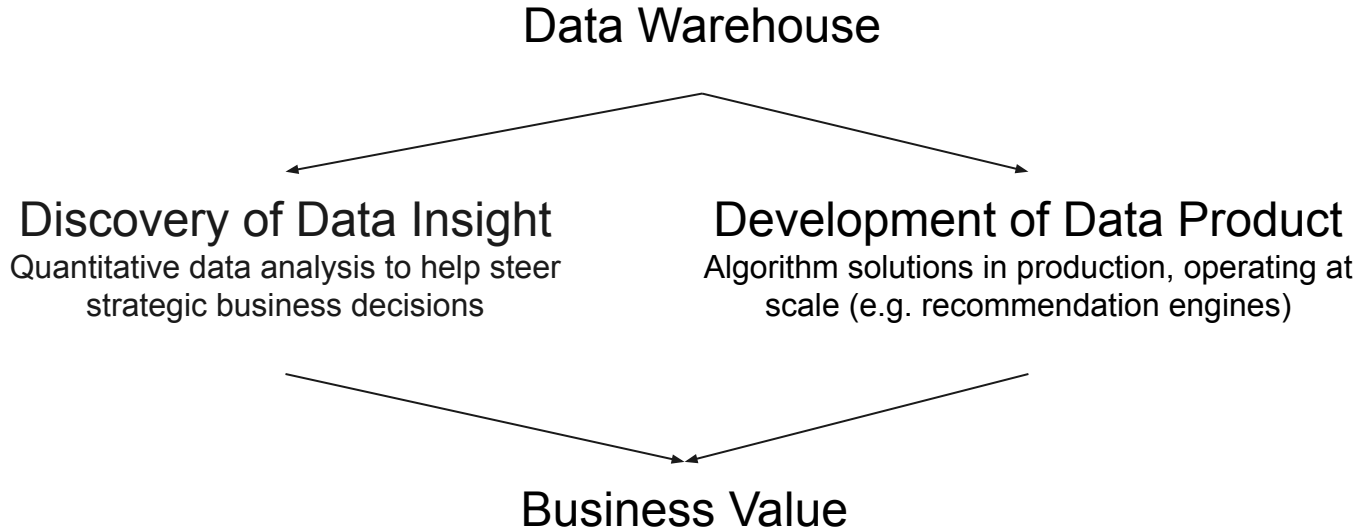 Data Warehouse
Discovery of Data Insight
Quantitative data analysis to help steer
strategic business decisions
Development of Data Product
Algorithm solutions in production, operating at
scale (e.g. recommendation engines)
Business Value